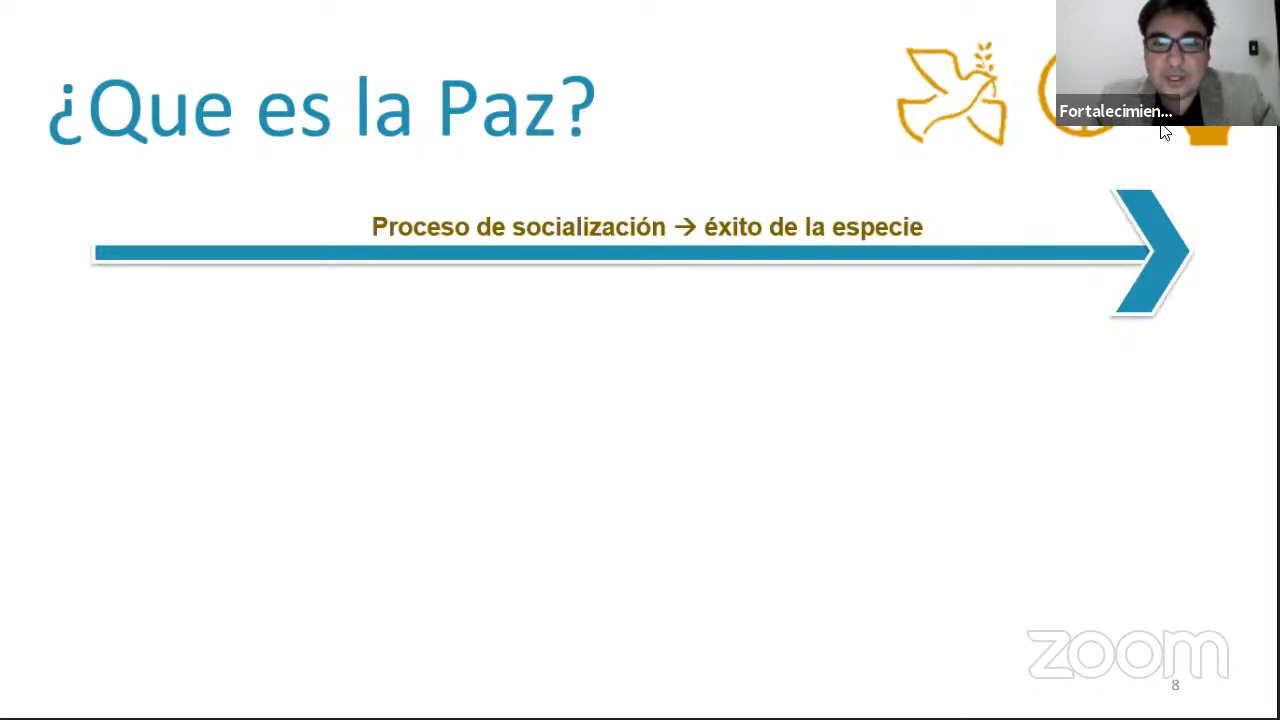 ¿Que es la Paz?
Fortalecimien...
Proceso de socialización → éxito de la especie
zoom
8